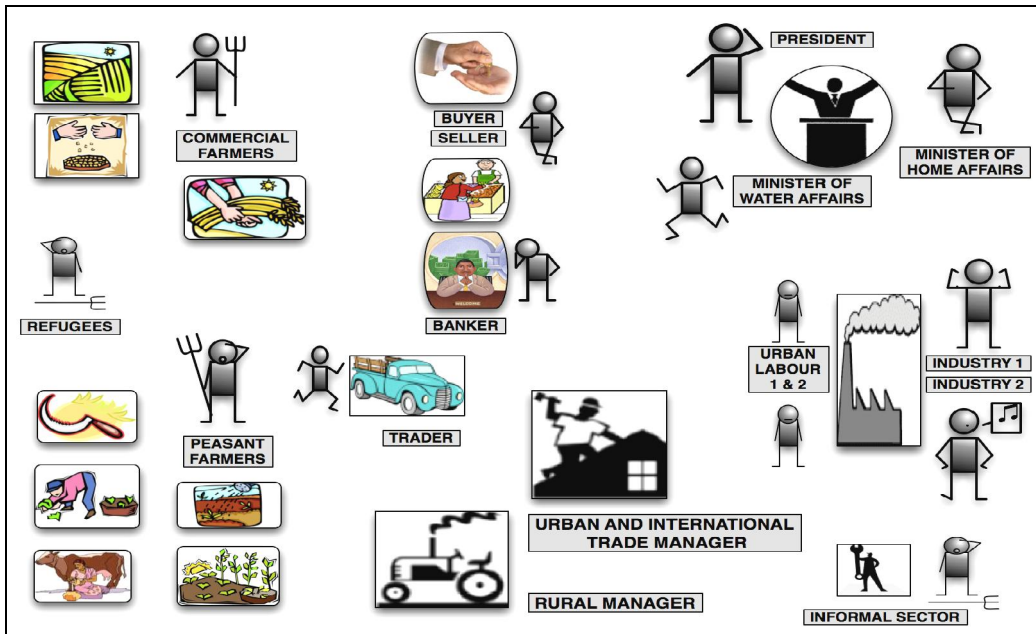 PRESIDENT
COMMERCIAL
FARMERS
BUYER
SELLER
MINISTER OF
HOME AFFAIRS
MINISTER OF
WATER AFFAIRS
REFUGEES
BANKER
URBAN
LABOUR
1 & 2
INDUSTRY 1
INDUSTRY 2
PEASANT
FARMERS
TRADER
URBAN AND INTERNATIONAL
TRADE MANAGER
RURAL MANAGER
INFORMAL SECTOR